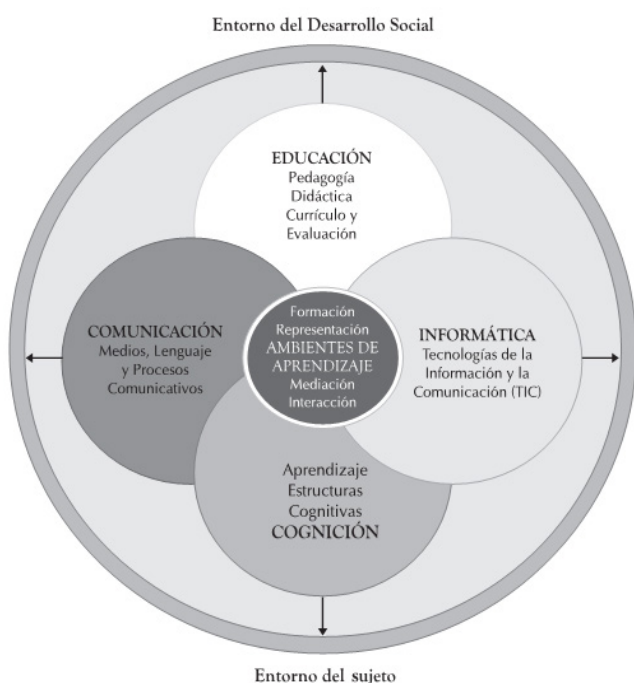 Entorno del Desarrollo Social
EDUCACIÓN
Pedagogía
Didáctica
Currículo y
Evaluación
COMUNICACIÓN
Medios, Lenguaje
y Procesos
Comunicativos
Formación
Representación
AMBIENTES DE
APRENDIZAJE
Mediación
Interacción
INFORMÁTICA
Tecnologías de la
Información y la
Comunicación (TIC)
Aprendizaje
Estructuras
Cognitivas
COGNICIÓN
Entorno del sujeto